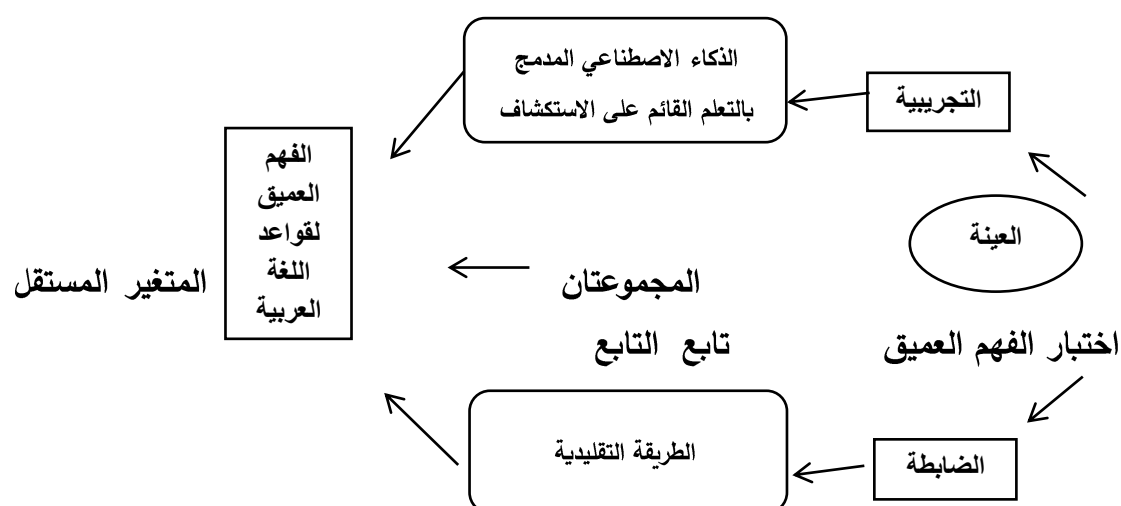 الذكاء الاصطناعي المدمج
بالتعلم القائم على الاستكشاف
التجريبية
الفهم
العميق
لقواعد
اللغة
العربية
العينة
المجموعتان
المتغير المستقل
اختبار الفهم العميق
تابع التابع
الطريقة التقليدية
الضابطة